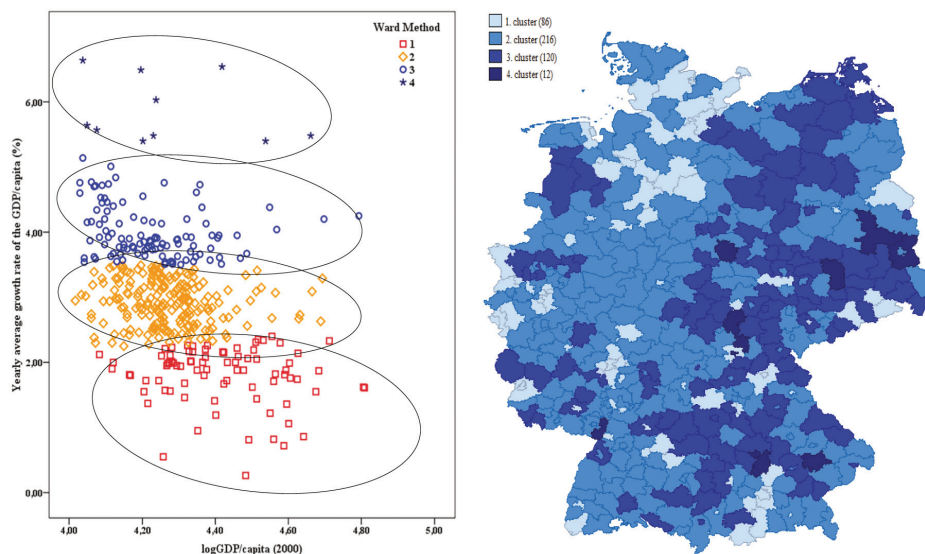 Ward Method
1
2
3
4
Yearly average growth rate of the GDP/capita (%)
6,00
4,00
2,00
0,00
4,00
4,20
4,40
4,60
4,80
5,00
logGDP/capita (2000)
1. cluster (86)
2. cluster (216)
3. cluster (120)
4. cluster (12)